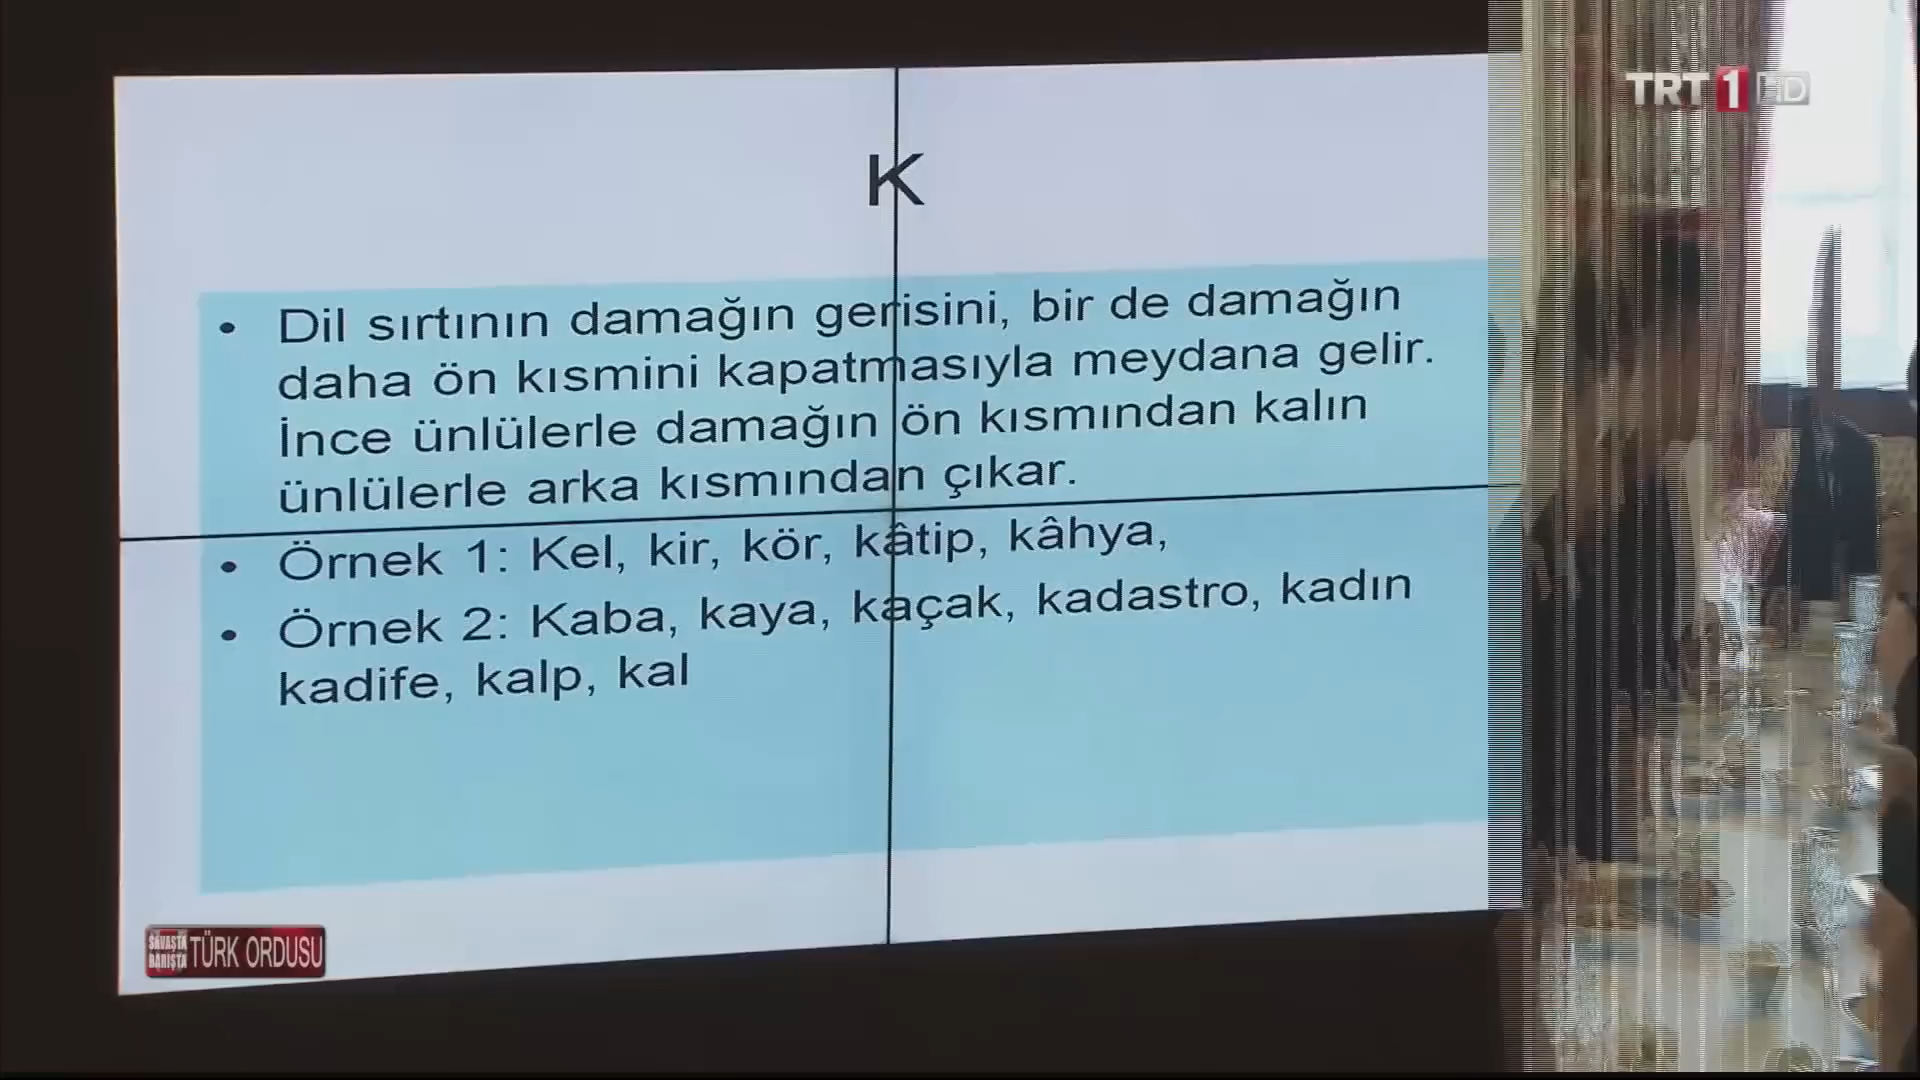 TRT 1 HD
K
• Dil sırtının damağın gerisini, bir de damağın
daha ön kısmini kapatmasıyla meydana gelir.
İnce ünlülerle damağın ön kısmından kalın
ünlülerle arka kısmından çıkar.
• Örnek 1: Kel, kir, kör, kâtip, kâhya,
• Örnek 2: Kaba, kaya, kaçak, kadastro, kadın
kadife, kalp, kal
SAVAŞTA
BARIŞTA
TÜRK ORDUSU